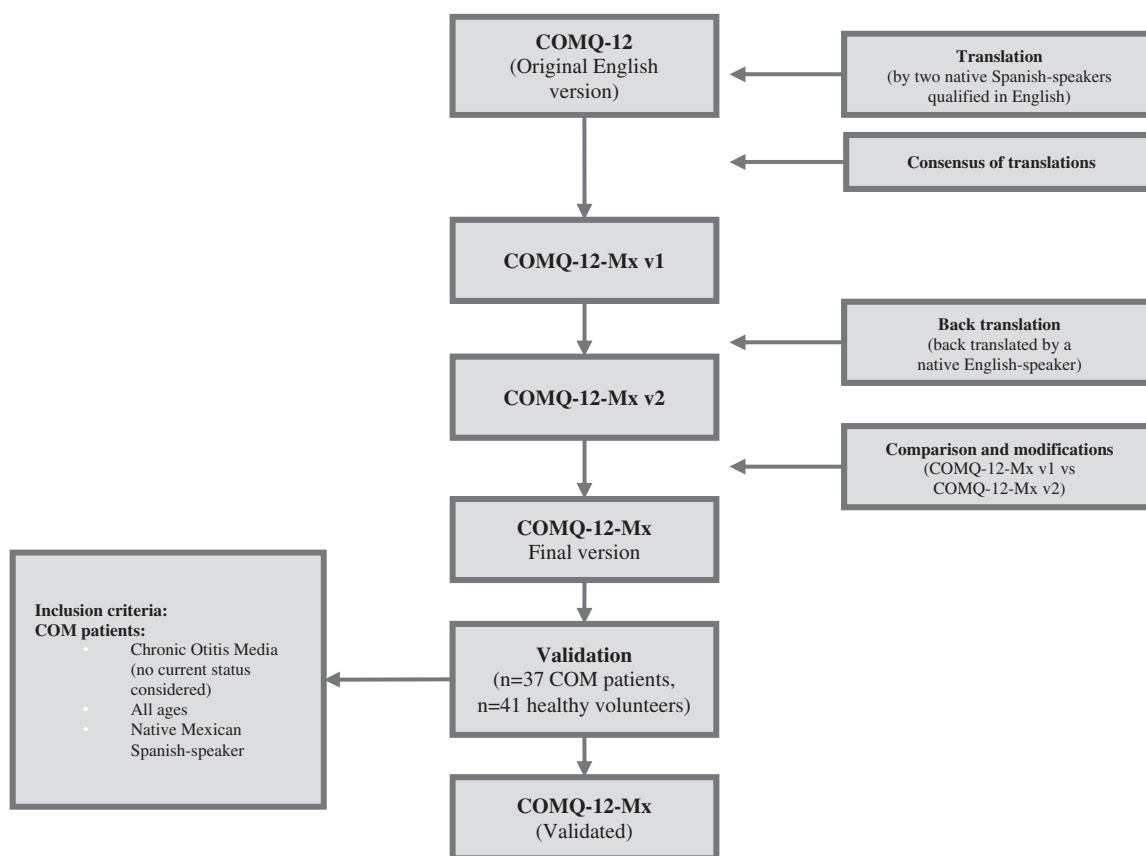 COMQ-12
(Original English
version)
Translation
(by two native Spanish-speakers
qualified in English)
Consensus of translations
COMQ-12-Mx v1
Back translation
(back translated by a
native English-speaker)
COMQ-12-Mx v2
Comparison and modifications
(COMQ-12-Mx v1 vs
COMQ-12-Mx v2)
COMQ-12-Mx
Final version
Inclusion criteria:
COM patients:
• Chronic Otitis Media
(no current status
considered)
• All ages
• Native Mexican
Spanish-speaker
Validation
(n=37 COM patients,
n=41 healthy volunteers)
COMQ-12-Mx
(Validated)